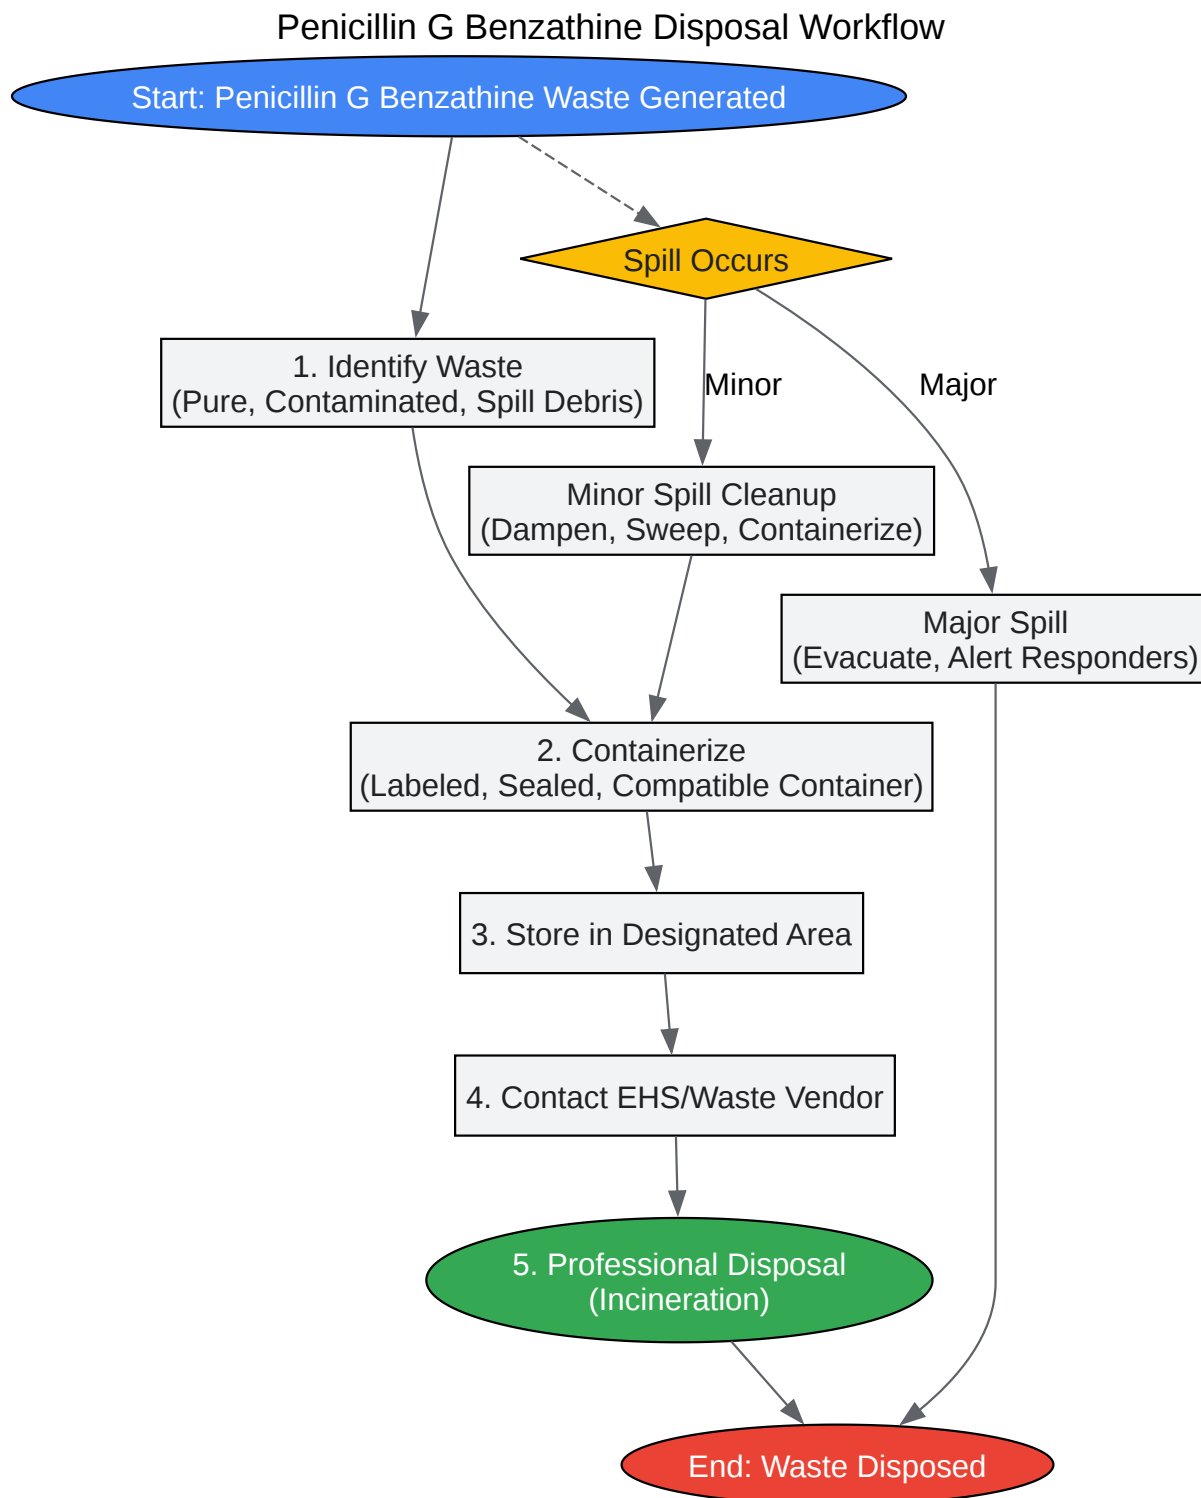 Penicillin G Benzathine Disposal Workflow
Start: Penicillin G Benzathine Waste Generated
Spill Occurs
1. Identify Waste
(Pure, Contaminated, Spill Debris)
Minor
Major
Minor Spill Cleanup
(Dampen, Sweep, Containerize)
Major Spill
(Evacuate, Alert Responders)
2. Containerize
(Labeled, Sealed, Compatible Container)
3. Store in Designated Area
4. Contact EHS/Waste Vendor
5. Professional Disposal
(Incineration)
End: Waste Disposed